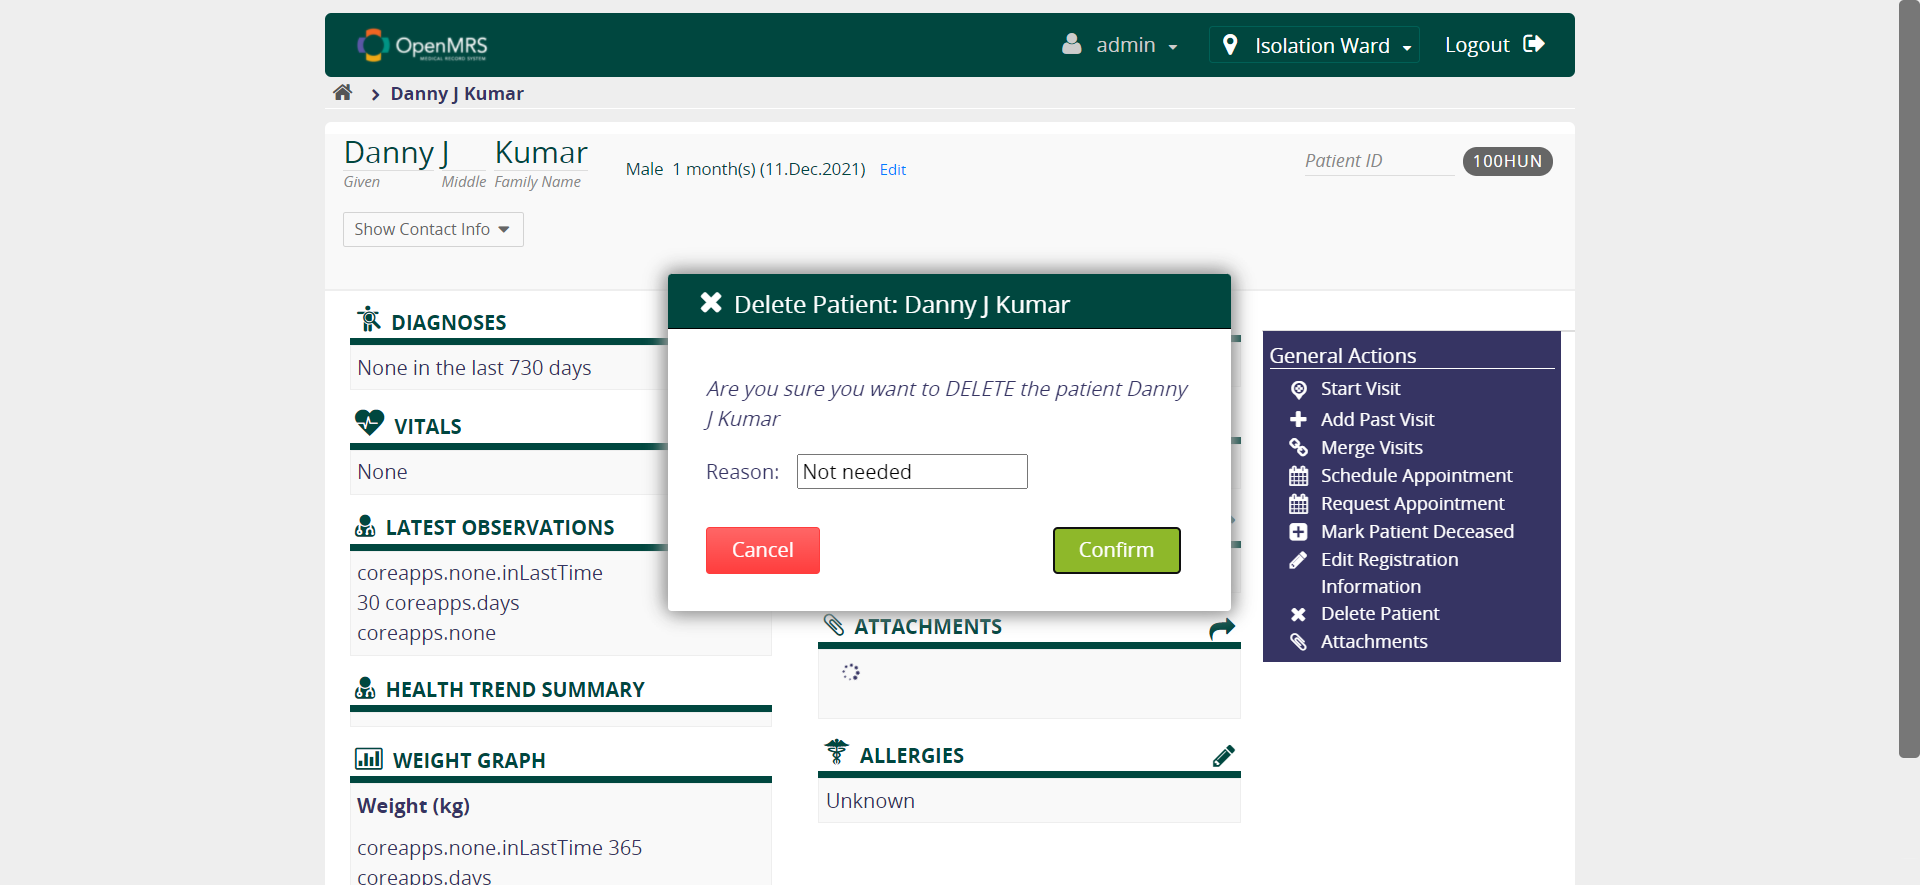 OpenMRS
MEDICAL RECORD SYSTEM
admin
Isolation Ward
Logout
Danny J Kumar
Danny J Kumar
Given Middle Family Name
Male 1 month(s) (11.Dec.2021) Edit
Patient ID 100HUN
Show Contact Info
Delete Patient: Danny J Kumar
Are you sure you want to DELETE the patient Danny
J Kumar
Reason: Not needed
Cancel Confirm
DIAGNOSES
None in the last 730 days
VITALS
None
LATEST OBSERVATIONS
coreapps.none.inLastTime
30 coreapps.days
coreapps.none
HEALTH TREND SUMMARY
WEIGHT GRAPH
Weight (kg)
coreapps.none.inLastTime 365
coreapps.days
ATTACHMENTS
ALLERGIES
Unknown
General Actions
Start Visit
Add Past Visit
Merge Visits
Schedule Appointment
Request Appointment
Mark Patient Deceased
Edit Registration
Information
Delete Patient
Attachments